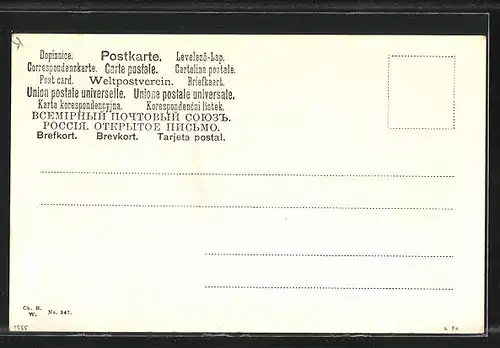 Dopisnice. Postkarte. Levelező-Lap.
Correspondenzkarte. Carte postale. Cartolina postale.
Post card. Weltpostverein. Briefkaart.
Union postale universelle. Unione postale universale.
Karta korespondencyjna. Korespondenční lístek.
ВСЕМІРНЫЙ ПОЧТОВЫЙ СОЮЗЪ.
РОССІЯ. ОТКРЫТОЕ ПИСЬМО.
Brefkort. Brevkort. Tarjeta postal.
Ch. B.
W. No. 547.